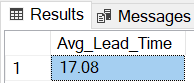 Results Messages
Avg_Lead_Time
1 17.08